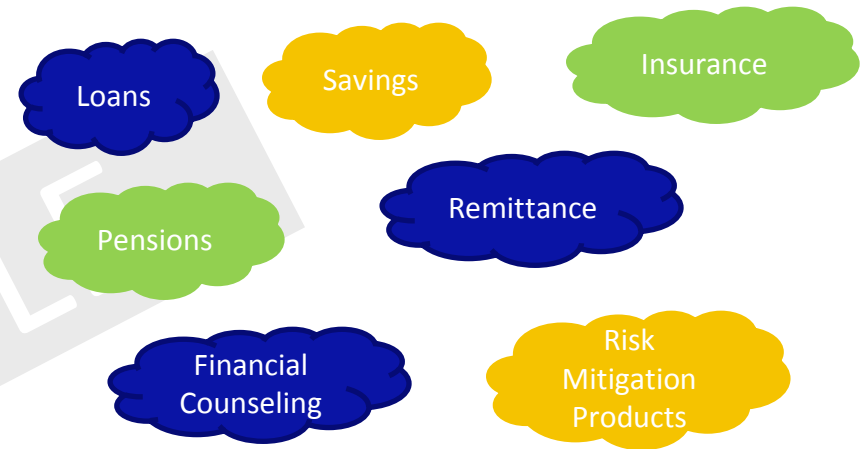 Loans
Savings
Insurance
Pensions
Remittance
Financial
Counseling
Risk
Mitigation
Products